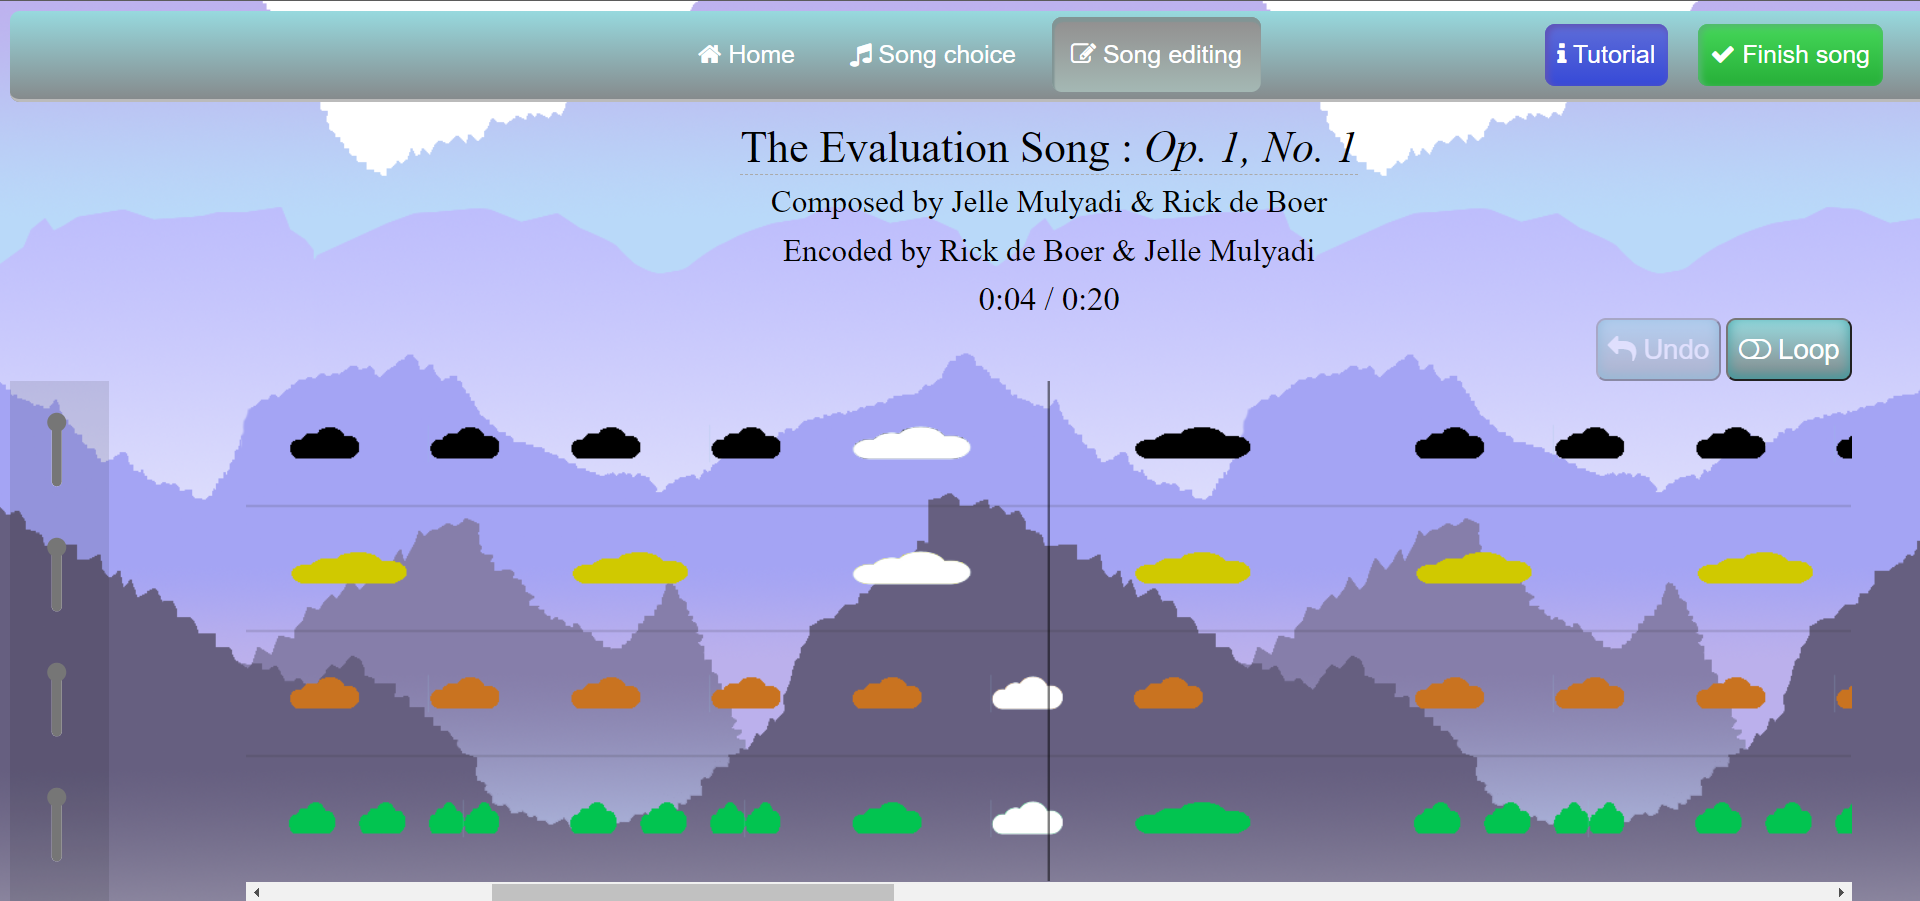 Home Song choice Song editing Tutorial Finish song
The Evaluation Song : Op. 1, No. 1
Composed by Jelle Mulyadi & Rick de Boer
Encoded by Rick de Boer & Jelle Mulyadi
0:04 / 0:20
Undo Loop